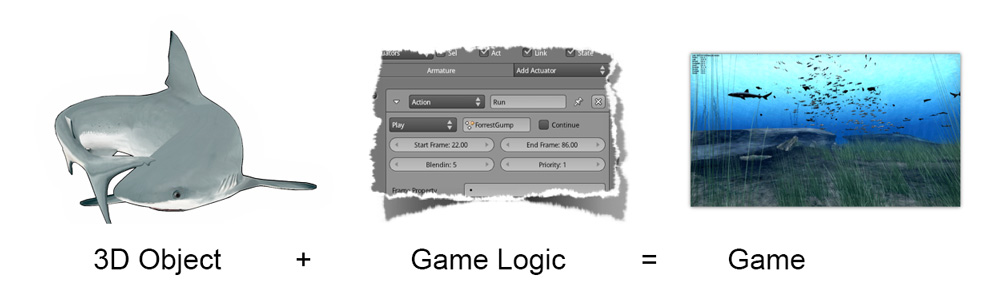 Sel Act Link State
Armature Add Actuator
Action Run
Play ForrestGump Continue
Start Frame: 22.00 End Frame: 86.00
Blendin: 5 Priority: 1
Frame Property
3D Object + Game Logic = Game